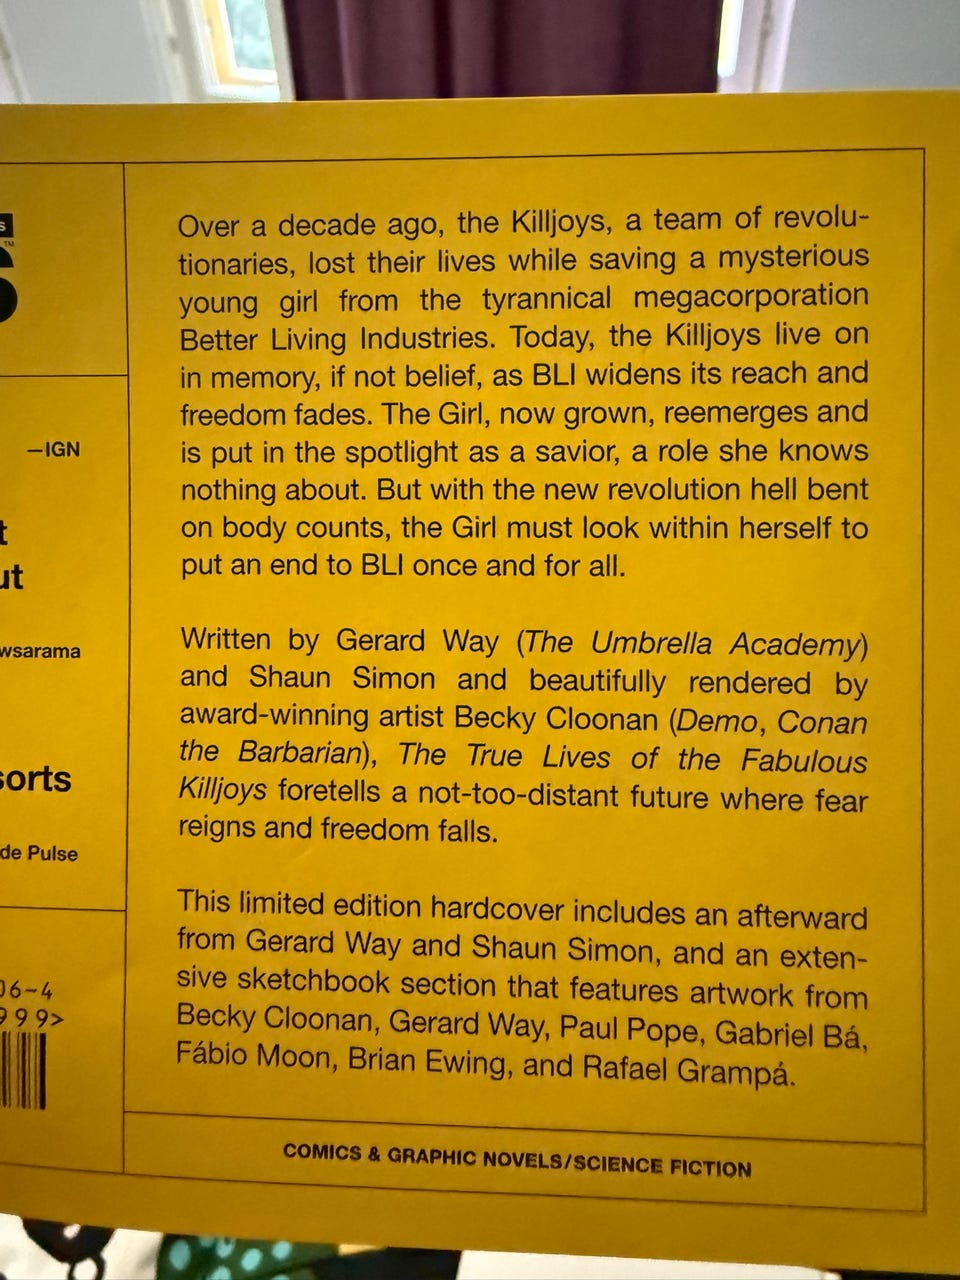 S
™
S
—IGN
t
ut
wsarama
sorts
de Pulse
06-4
999>
Over a decade ago, the Killjoys, a team of revolu-
tionaries, lost their lives while saving a mysterious
young girl from the tyrannical megacorporation
Better Living Industries. Today, the Killjoys live on
in memory, if not belief, as BLI widens its reach and
freedom fades. The Girl, now grown, reemerges and
is put in the spotlight as a savior, a role she knows
nothing about. But with the new revolution hell bent
on body counts, the Girl must look within herself to
put an end to BLI once and for all.
Written by Gerard Way (The Umbrella Academy)
and Shaun Simon and beautifully rendered by
award-winning artist Becky Cloonan (Demo, Conan
the Barbarian), The True Lives of the Fabulous
Killjoys foretells a not-too-distant future where fear
reigns and freedom falls.
This limited edition hardcover includes an afterward
from Gerard Way and Shaun Simon, and an exten-
sive sketchbook section that features artwork from
Becky Cloonan, Gerard Way, Paul Pope, Gabriel Bá,
Fábio Moon, Brian Ewing, and Rafael Grampá.
COMICS & GRAPHIC NOVELS/SCIENCE FICTION